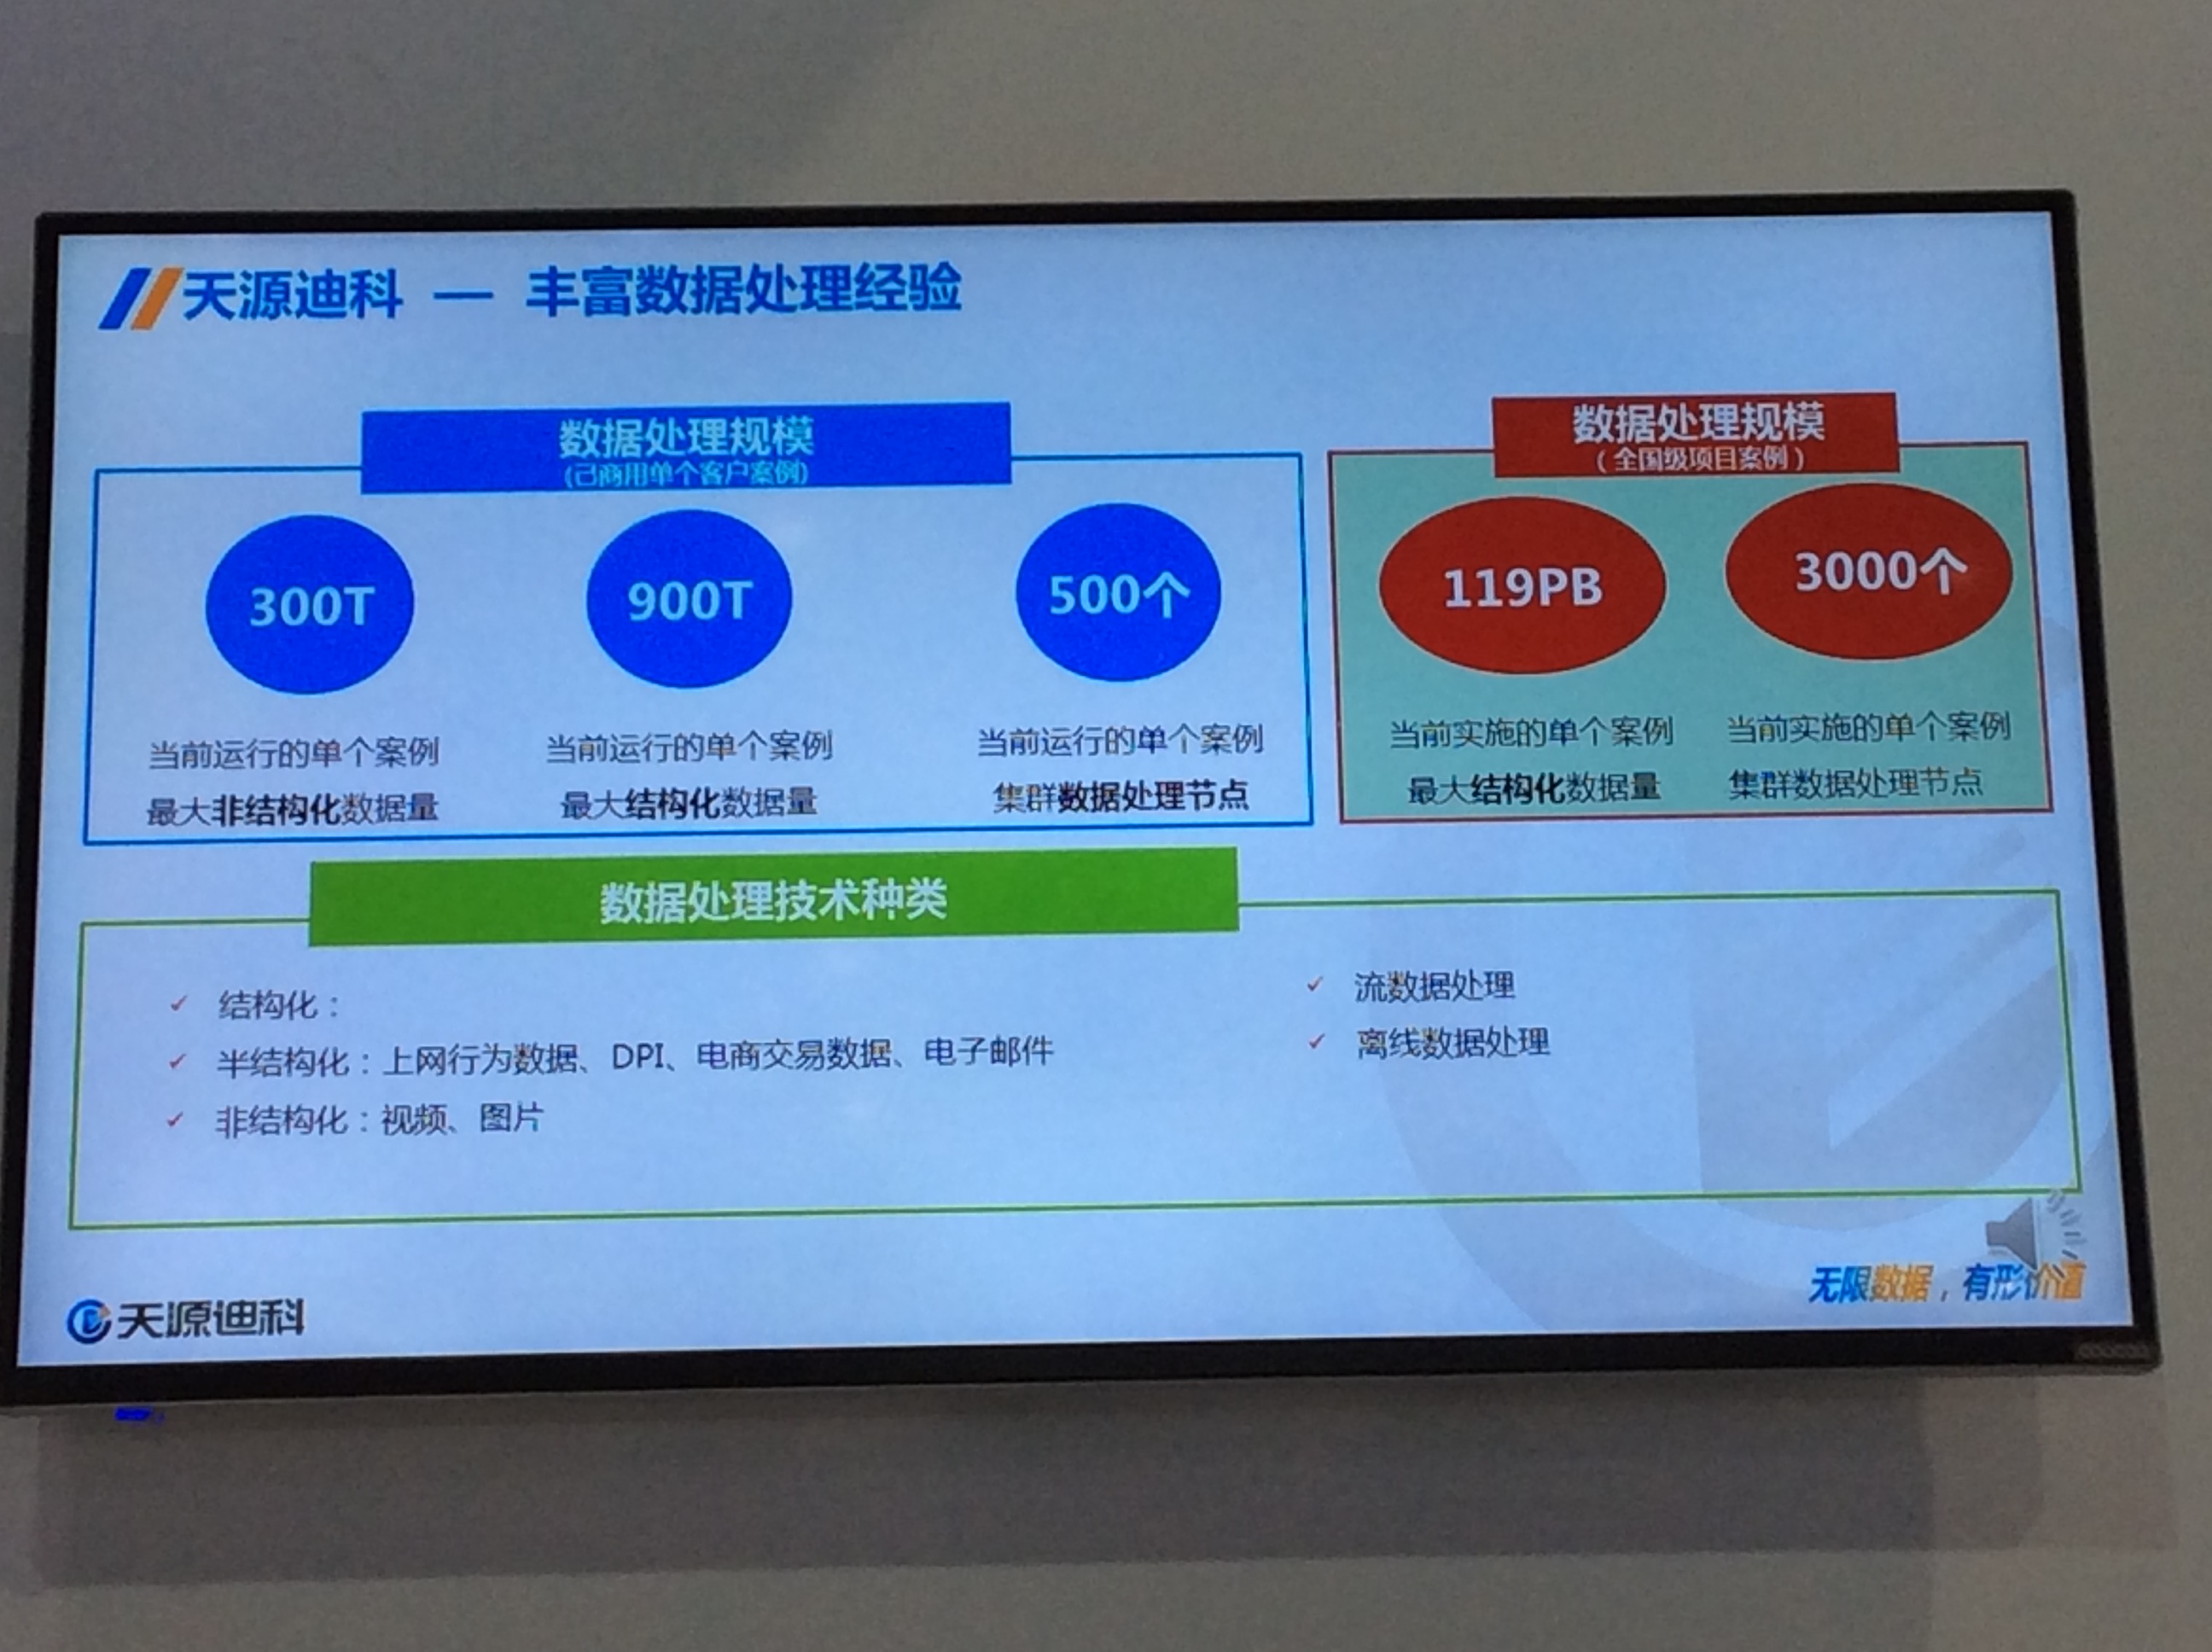 天源迪科 — 丰富数据处理经验
数据处理规模
(己商用单个客户案例)
300T
900T
500个
当前运行的单个案例
最大非结构化数据量
当前运行的单个案例
最大结构化数据量
当前运行的单个案例
集群数据处理节点
数据处理规模
(全国级项目案例)
119PB
3000个
当前实施的单个案例
最大结构化数据量
当前实施的单个案例
集群数据处理节点
数据处理技术种类
✓ 结构化：
✓ 半结构化：上网行为数据、DPI、电商交易数据、电子邮件
✓ 非结构化：视频、图片
✓ 流数据处理
✓ 离线数据处理
天源迪科
无限数据，有形价值